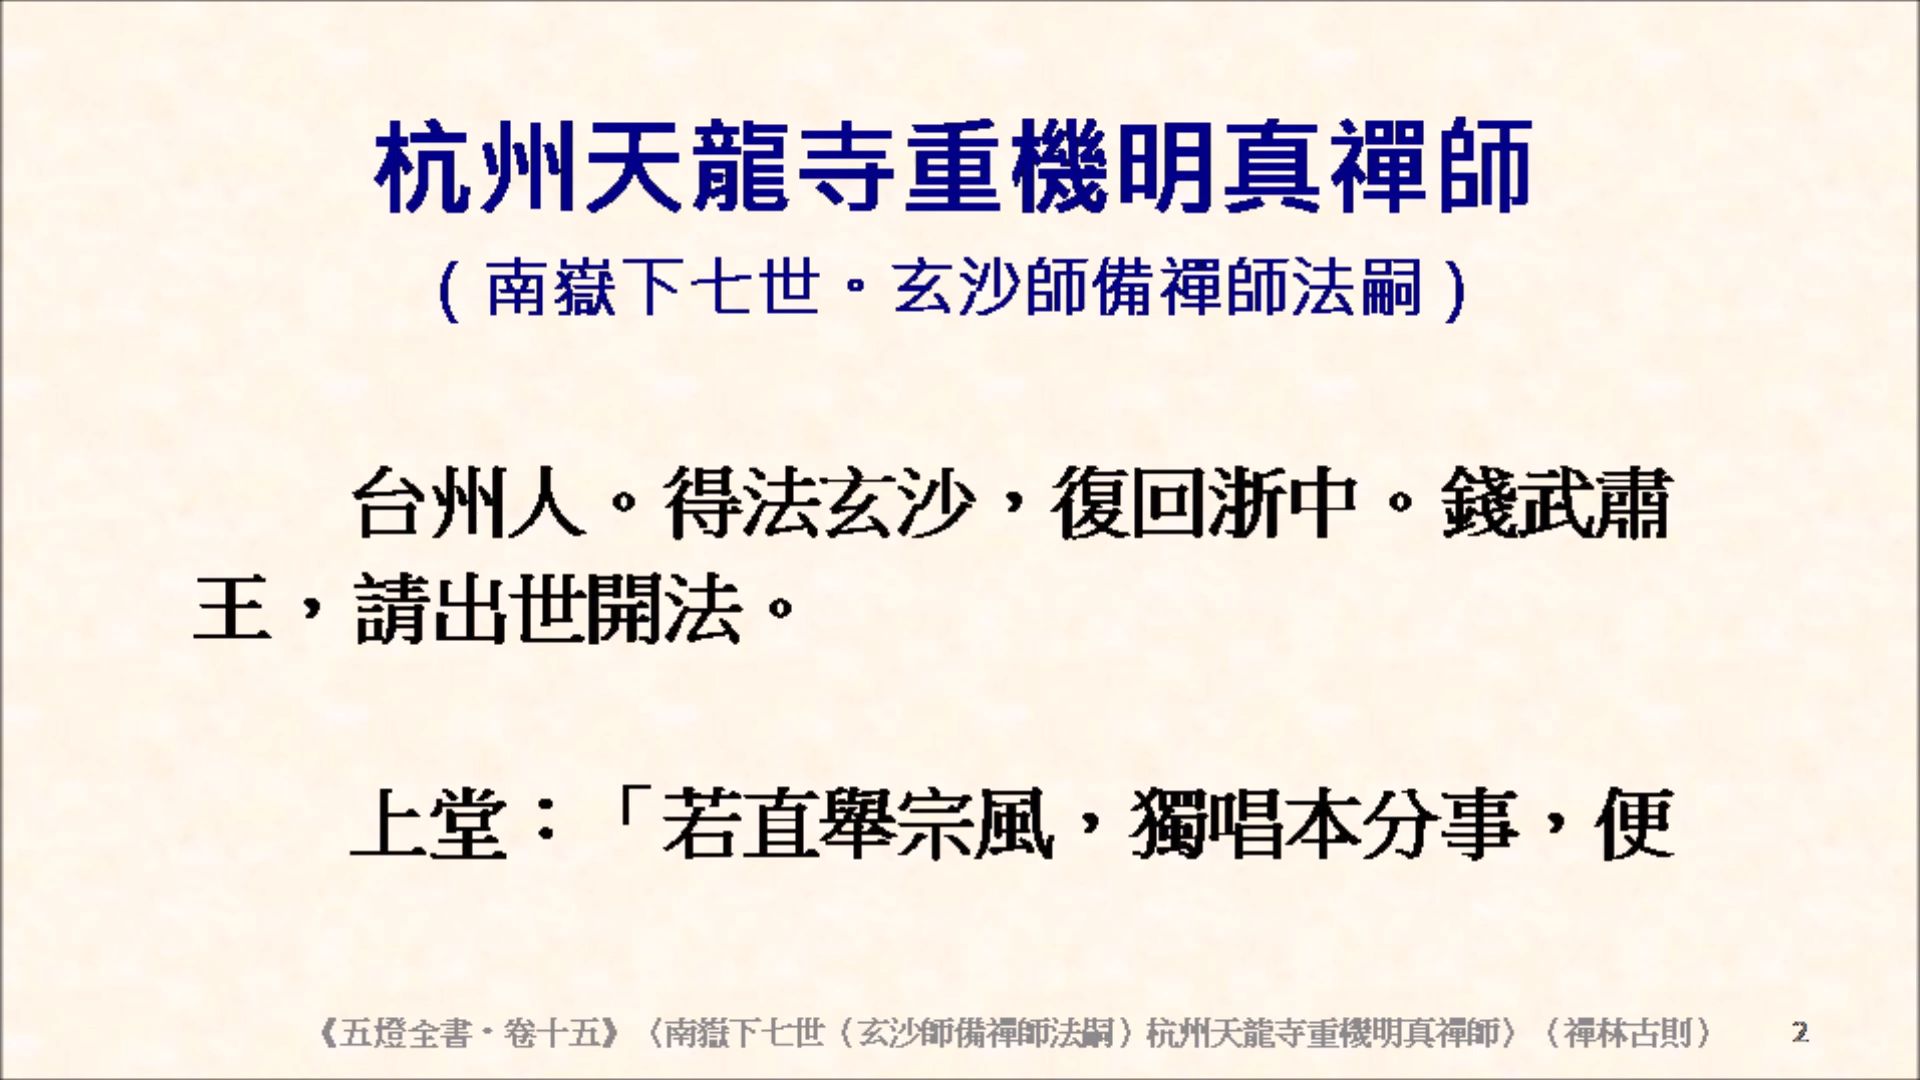 杭州天龍寺重機明真禪師
（南嶽下七世。玄沙師備禪師法嗣）
台州人。得法玄沙，復回浙中。錢武肅
王，請出世開法。
上堂：「若直舉宗風，獨唱本分事，便
《五燈全書·卷十五》〈南嶽下七世（玄沙師備禪師法嗣）杭州天龍寺重機明真禪師〉（禪林古則） 2